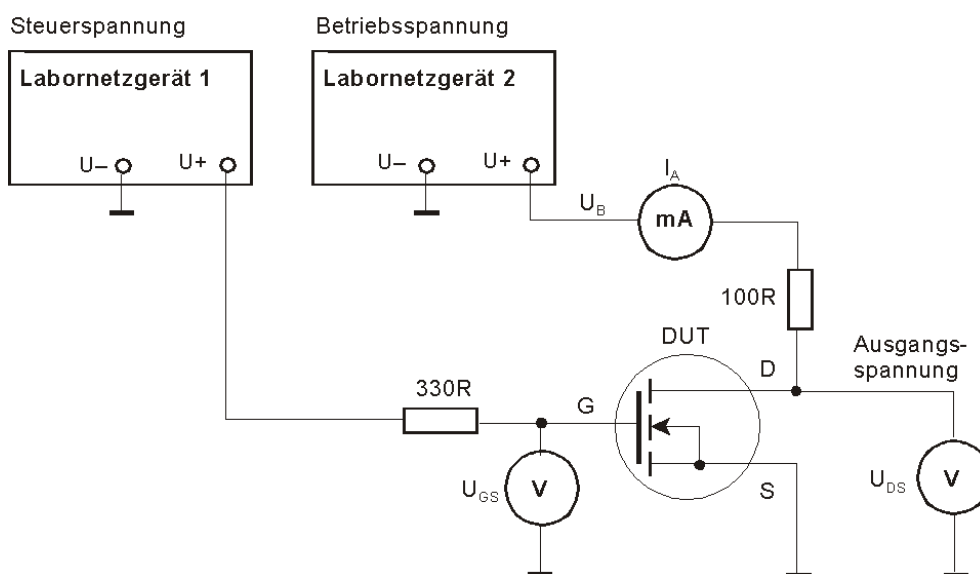 Steuerspannung
Betriebsspannung
Labornetzgerät 1
Labornetzgerät 2
U–
U+
U–
U+
I_A
U_B
mA
100R
DUT
D
Ausgangs-
spannung
330R
G
U_GS
V
S
U_DS
V